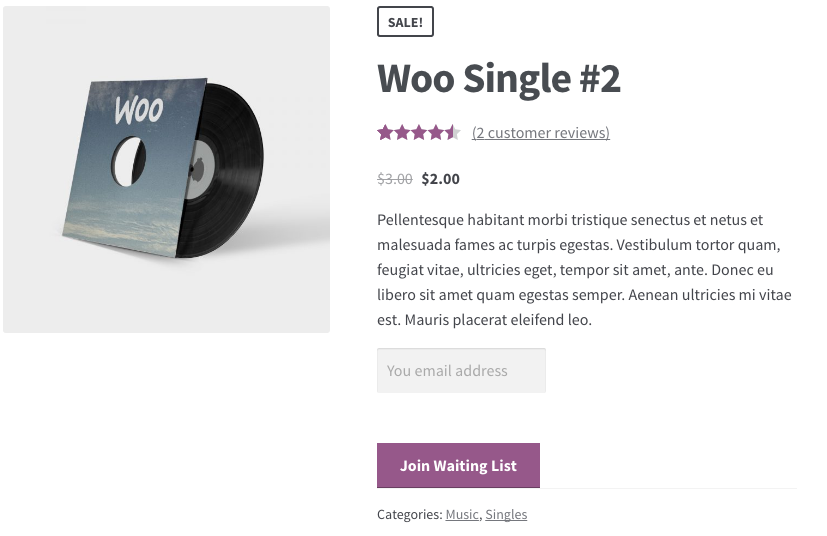 Woo
SALE!
Woo Single #2
(2 customer reviews)
$3.00 $2.00
Pellentesque habitant morbi tristique senectus et netus et
malesuada fames ac turpis egestas. Vestibulum tortor quam,
feugiat vitae, ultricies eget, tempor sit amet, ante. Donec eu
libero sit amet quam egestas semper. Aenean ultricies mi vitae
est. Mauris placerat eleifend leo.
You email address
Join Waiting List
Categories: Music, Singles